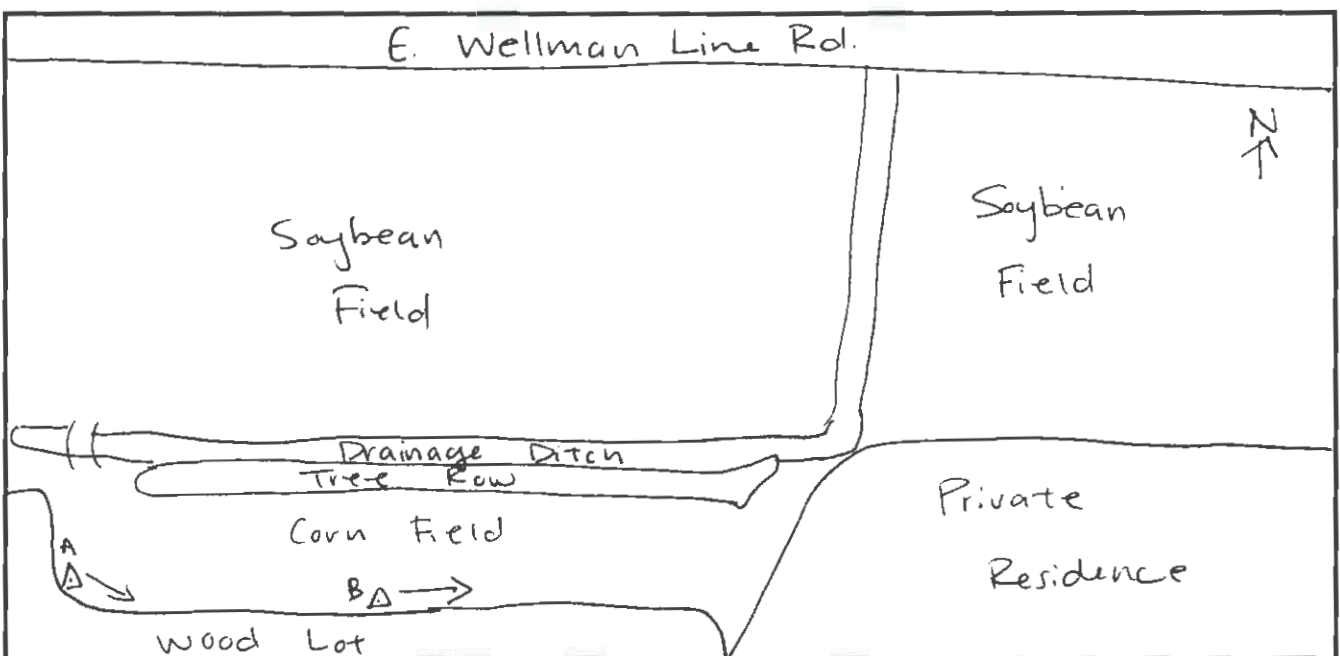 E. Wellman Line Rd.
N
Soybean
Field
Soybean
Field
Drainage Ditch
Tree Row
Corn Field
Private
Residence
A
B
Wood Lot